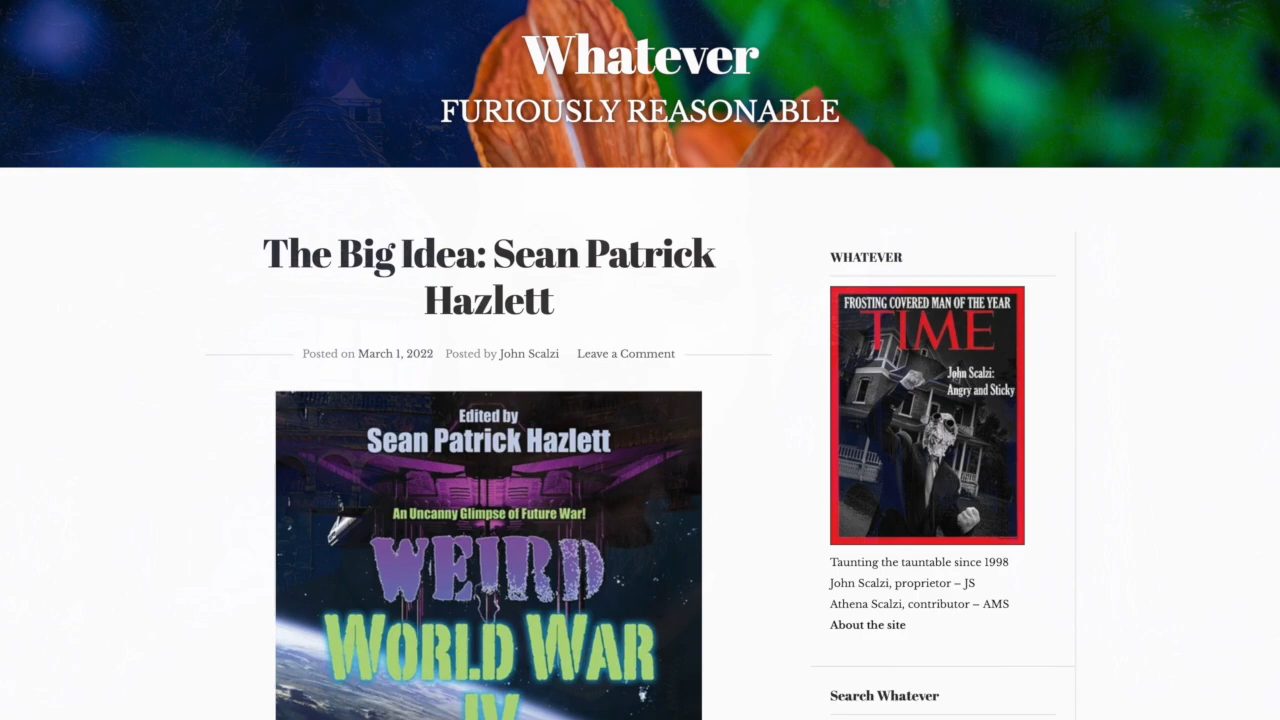 Whatever
FURIOUSLY REASONABLE
The Big Idea: Sean Patrick
Hazlett
Posted on March 1, 2022 Posted by John Scalzi Leave a Comment
Edited by
Sean Patrick Hazlett
An Uncanny Glimpse of Future War!
WEIRD
WORLD WAR
IV
WHATEVER
FROSTING COVERED MAN OF THE YEAR
TIME
John Scalzi:
Angry and Sticky
Taunting the tauntable since 1998
John Scalzi, proprietor – JS
Athena Scalzi, contributor – AMS
About the site
Search Whatever